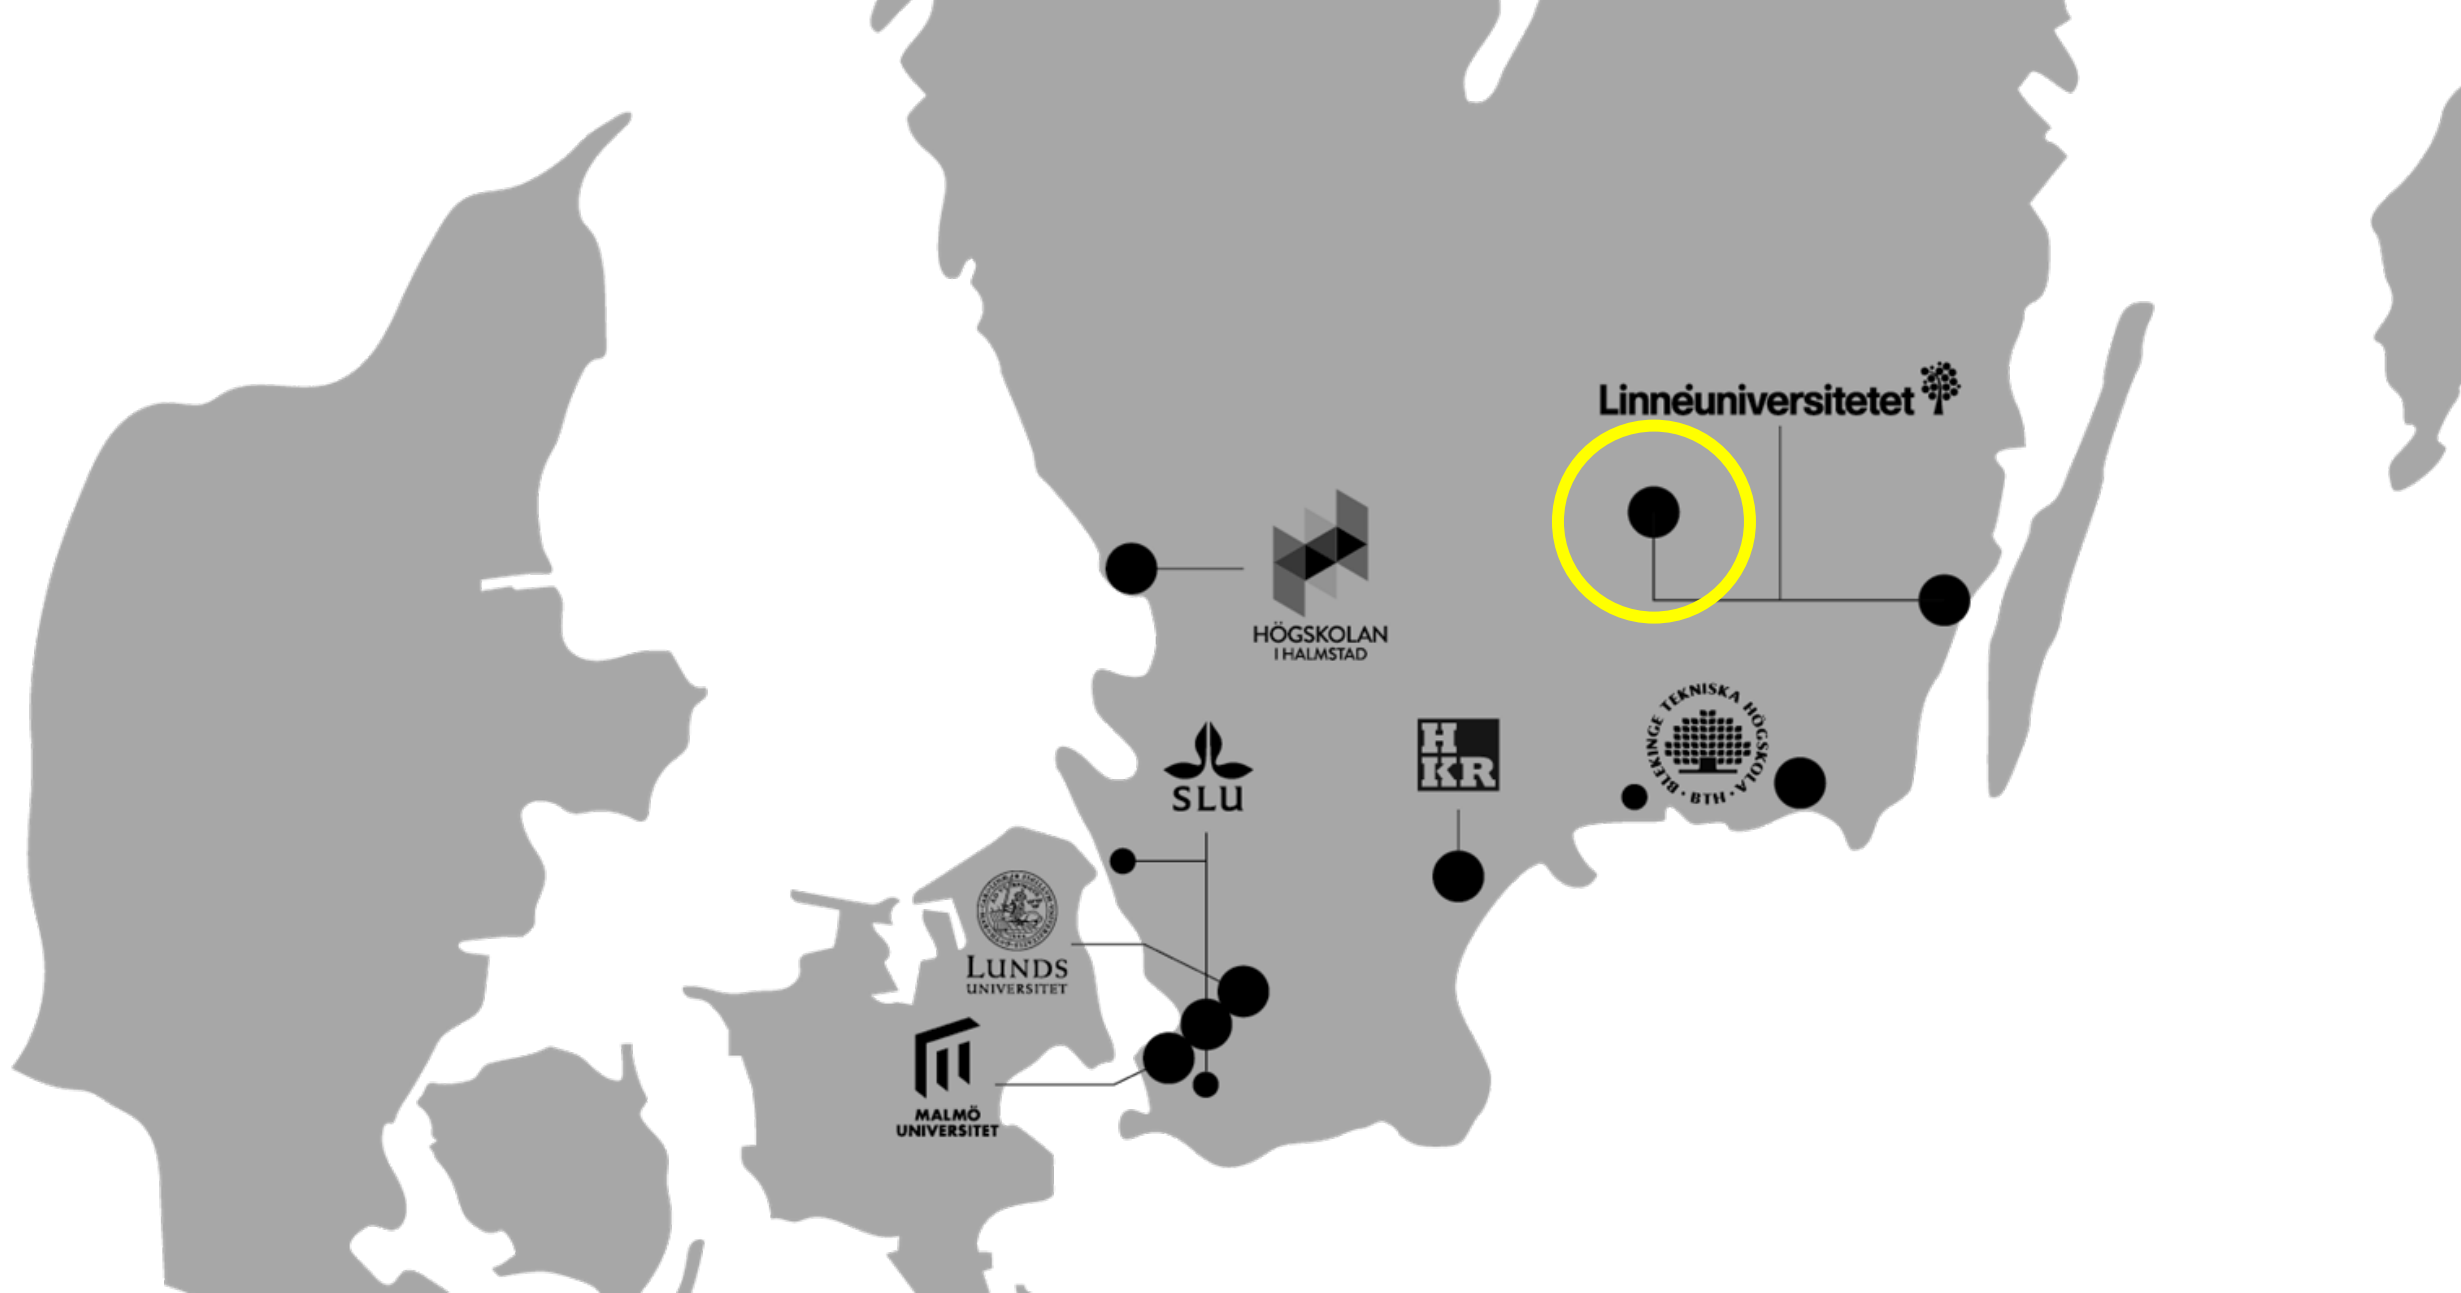 Linnéuniversitetet
HÖGSKOLAN
I HALMSTAD
SLU
H
KR
BLEKINGE TEKNISKA HÖGSKOLA · BTH ·
LUNDS
UNIVERSITET
MALMÖ
UNIVERSITET